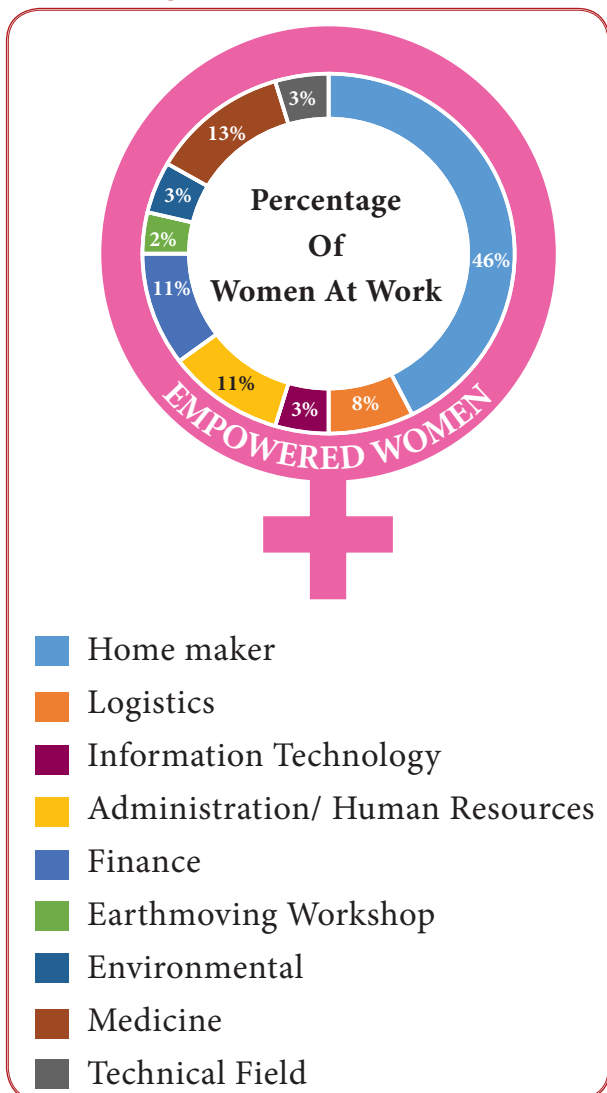 3%
13%
3%
2%
11%
11%
3%
8%
46%
Percentage
Of
Women At Work
EMPOWERED WOMEN
Home maker
Logistics
Information Technology
Administration/ Human Resources
Finance
Earthmoving Workshop
Environmental
Medicine
Technical Field